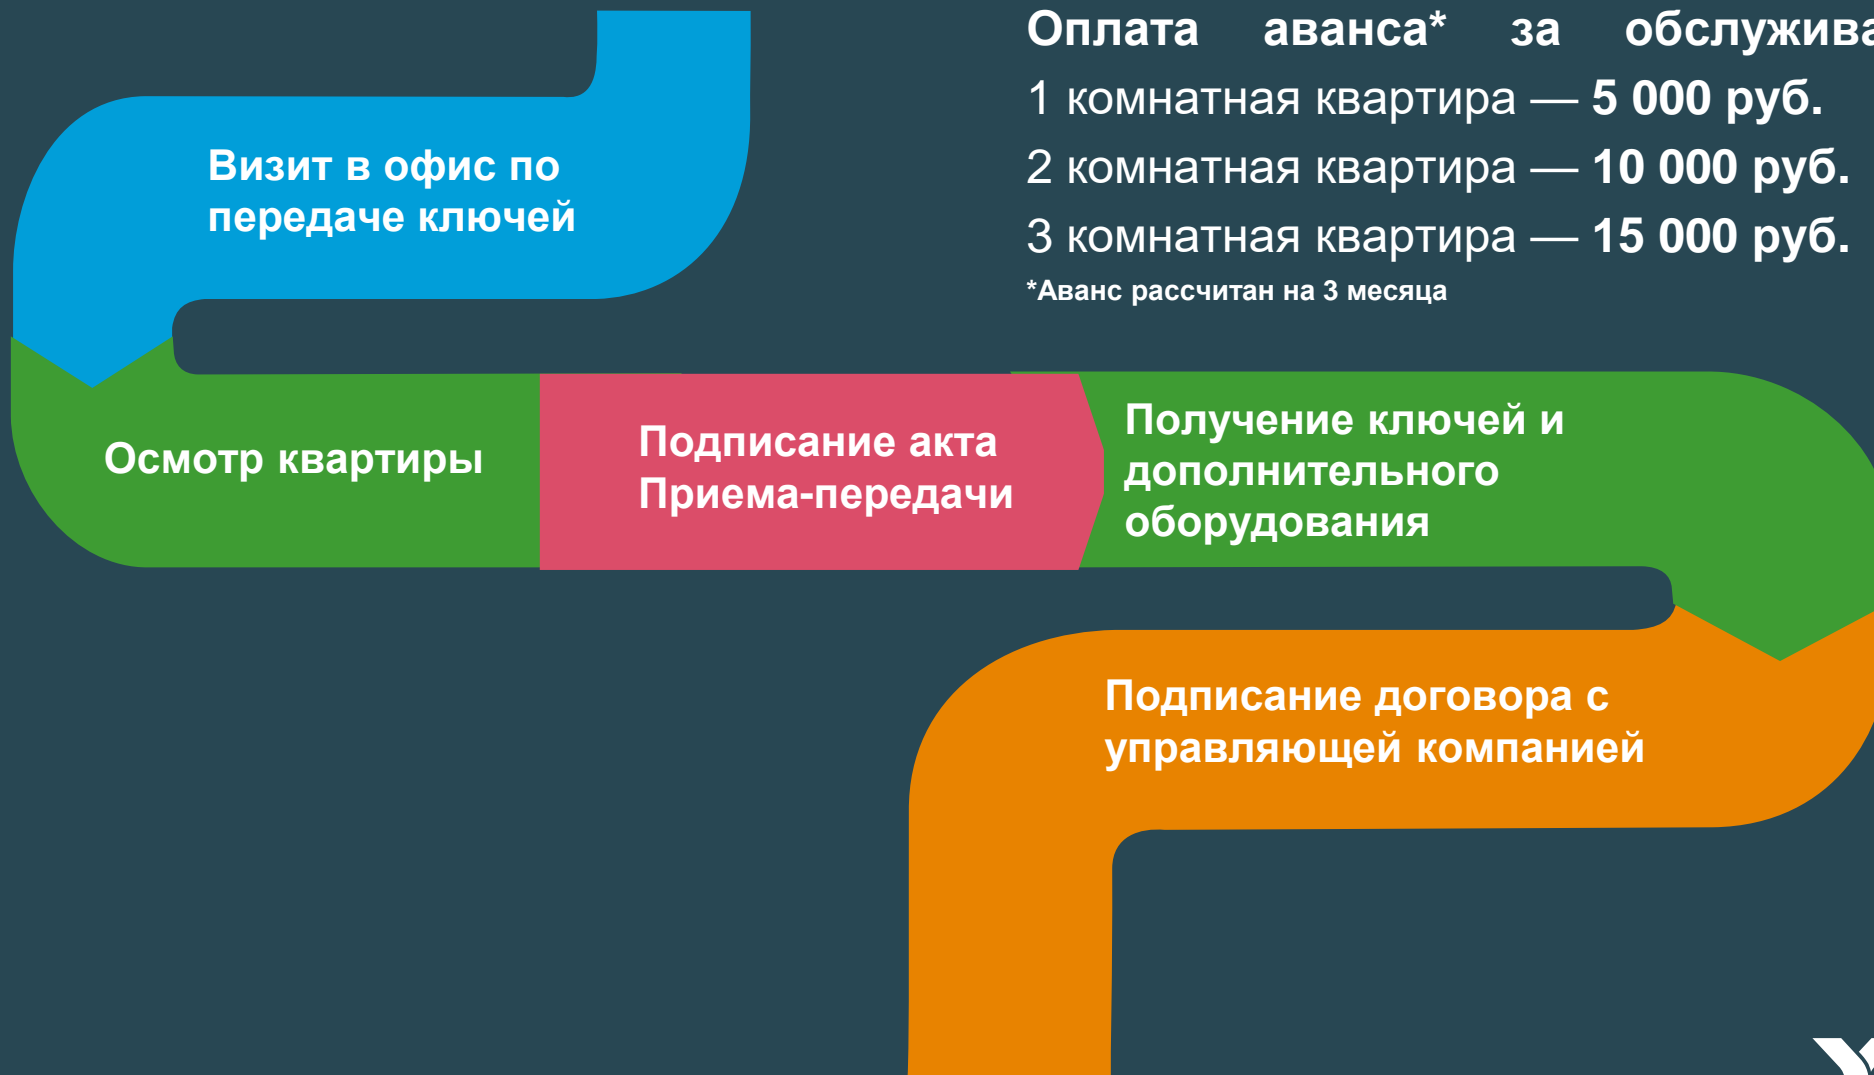 Оплата аванса* за обслужива
1 комнатная квартира — 5 000 руб.
2 комнатная квартира — 10 000 руб.
3 комнатная квартира — 15 000 руб.
*Аванс рассчитан на 3 месяца
Визит в офис по
передаче ключей
Осмотр квартиры
Подписание акта
Приема-передачи
Получение ключей и
дополнительного
оборудования
Подписание договора с
управляющей компанией